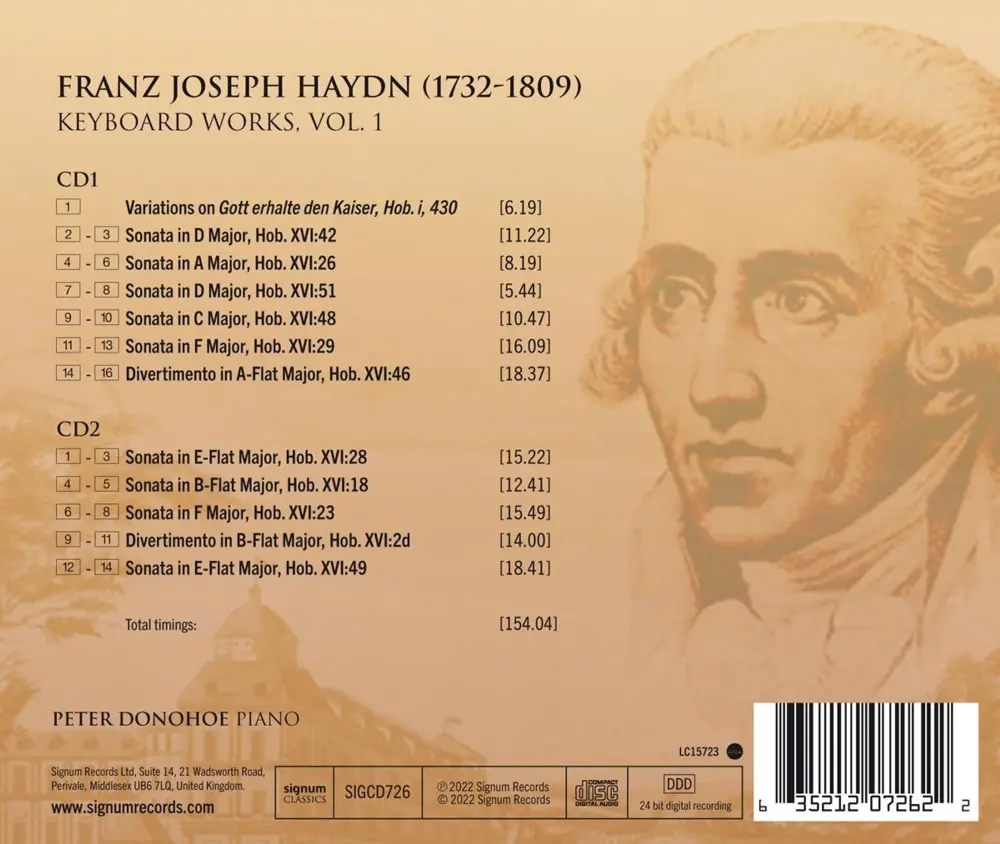 FRANZ JOSEPH HAYDN (1732-1809)
KEYBOARD WORKS, VOL. 1
CD1
1 Variations on Gott erhalte den Kaiser, Hob. i, 430 [6.19]
2 - 3 Sonata in D Major, Hob. XVI:42 [11.22]
4 - 6 Sonata in A Major, Hob. XVI:26 [8.19]
7 - 8 Sonata in D Major, Hob. XVI:51 [5.44]
9 - 10 Sonata in C Major, Hob. XVI:48 [10.47]
11 - 13 Sonata in F Major, Hob. XVI:29 [16.09]
14 - 16 Divertimento in A-Flat Major, Hob. XVI:46 [18.37]
CD2
1 - 3 Sonata in E-Flat Major, Hob. XVI:28 [15.22]
4 - 5 Sonata in B-Flat Major, Hob. XVI:18 [12.41]
6 - 8 Sonata in F Major, Hob. XVI:23 [15.49]
9 - 11 Divertimento in B-Flat Major, Hob. XVI:2d [14.00]
12 - 14 Sonata in E-Flat Major, Hob. XVI:49 [18.41]
Total timings: [154.04]
PETER DONOHOE PIANO
LC15723
Signum Records Ltd, Suite 14, 21 Wadsworth Road,
Perivale, Middlesex UB6 7LQ, United Kingdom.
www.signumrecords.com
signum
CLASSICS
SIGCD726
℗ 2022 Signum Records
© 2022 Signum Records
COMPACT
disc
DIGITAL AUDIO
DDD
24 bit digital recording
6 35212 07262 2